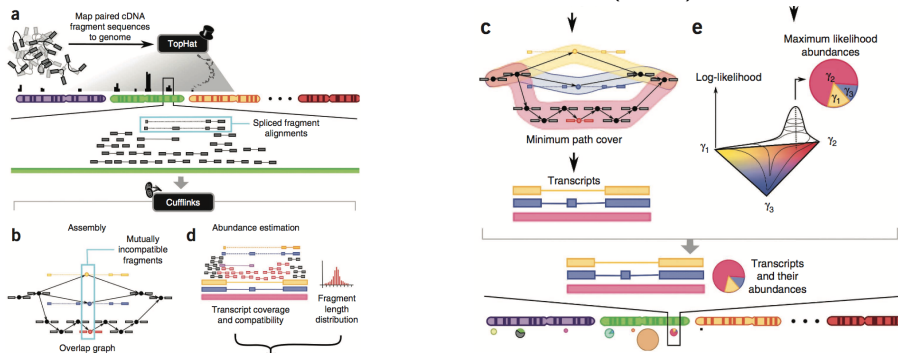 a
Map paired cDNA
fragment sequences
to genome
TopHat
Spliced fragment
alignments
Cufflinks
b
Assembly
Mutually
incompatible
fragments
Overlap graph
d
Abundance estimation
Transcript coverage
and compatibility
Fragment
length
distribution
c
Minimum path cover
Transcripts
e
Maximum likelihood
abundances
Log-likelihood
γ2
γ1
γ3
γ1
γ2
γ3
Transcripts
and their
abundances